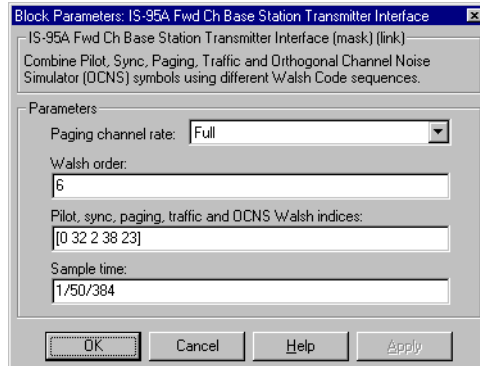 Block Parameters: IS-95A Fwd Ch Base Station Transmitter Interface
IS-95A Fwd Ch Base Station Transmitter Interface (mask) (link)
Combine Pilot, Sync, Paging, Traffic and Orthogonal Channel Noise
Simulator (OCNS) symbols using different Walsh Code sequences.
Parameters
Paging channel rate: Full
Walsh order:
6
Pilot, sync, paging, traffic and OCNS Walsh indices:
[0 32 2 38 23]
Sample time:
1/50/384
OK Cancel Help Apply